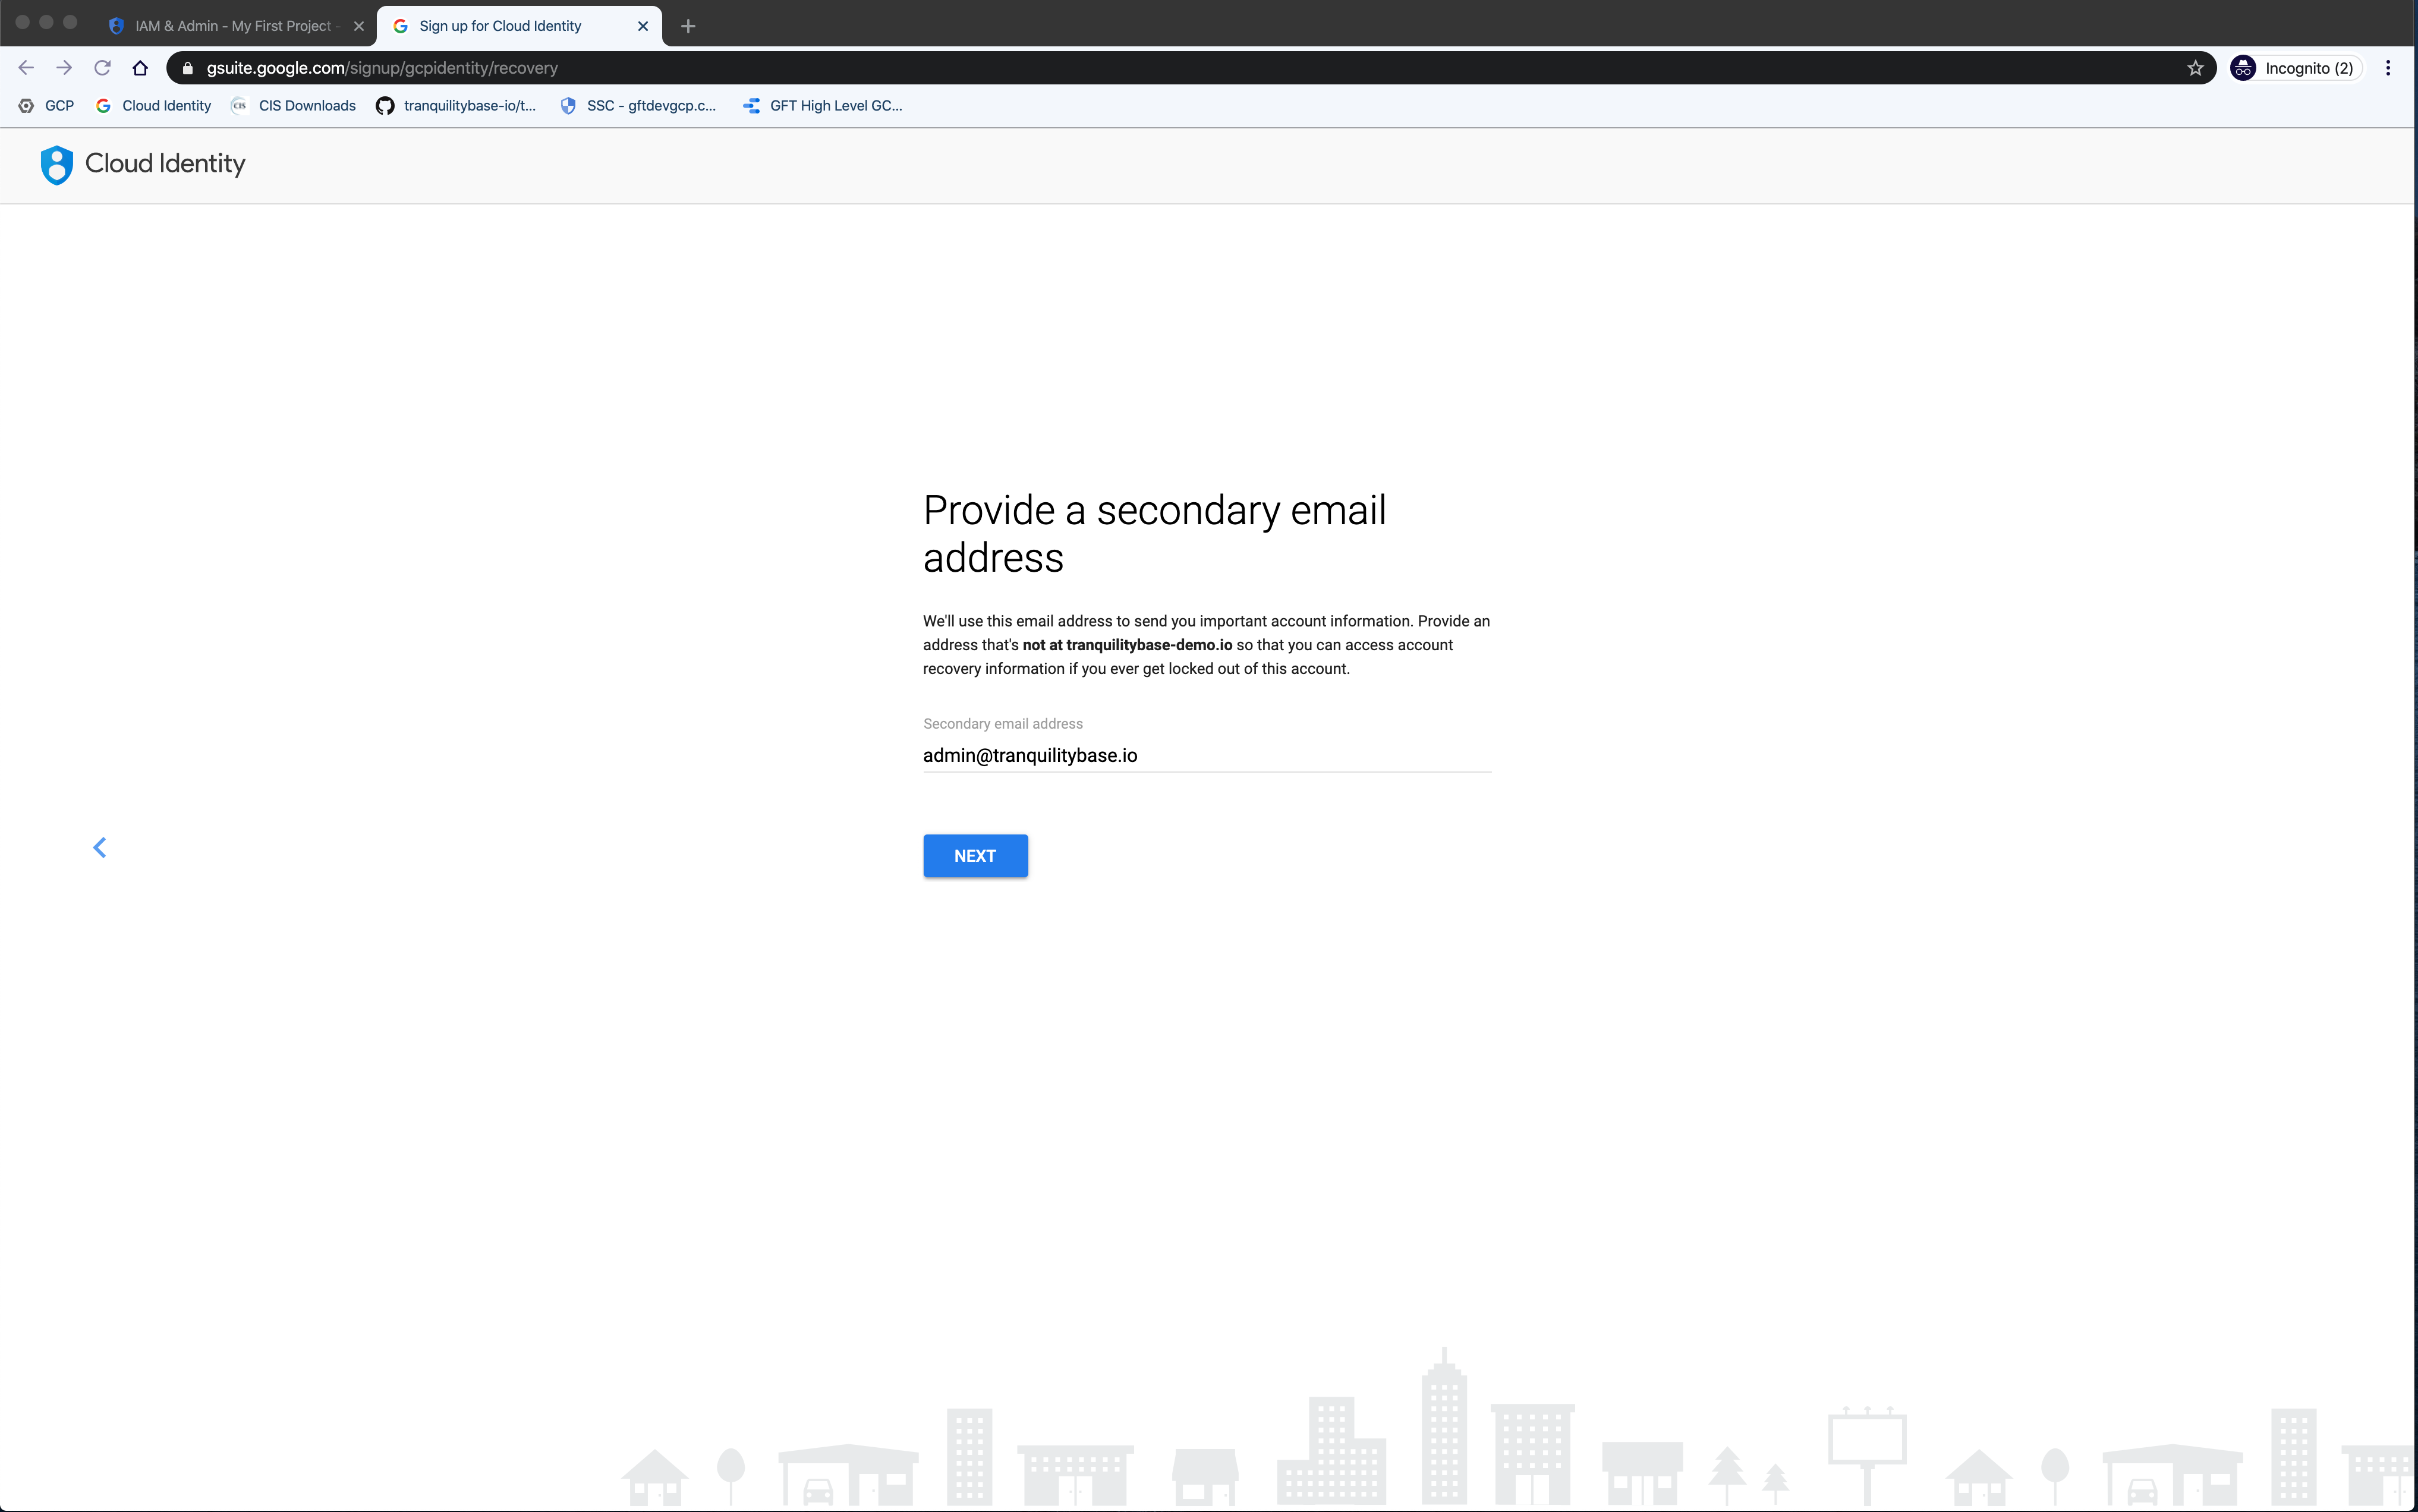 IAM & Admin - My First Project -
Sign up for Cloud Identity
gsuite.google.com/signup/gcpidentity/recovery
Incognito (2)
GCP
Cloud Identity
CIS Downloads
tranquilitybase-io/t...
SSC - gftdevgcp.c...
GFT High Level GC...
Cloud Identity
Provide a secondary email
address
We'll use this email address to send you important account information. Provide an
address that's not at tranquilitybase-demo.io so that you can access account
recovery information if you ever get locked out of this account.
Secondary email address
admin@tranquilitybase.io
NEXT